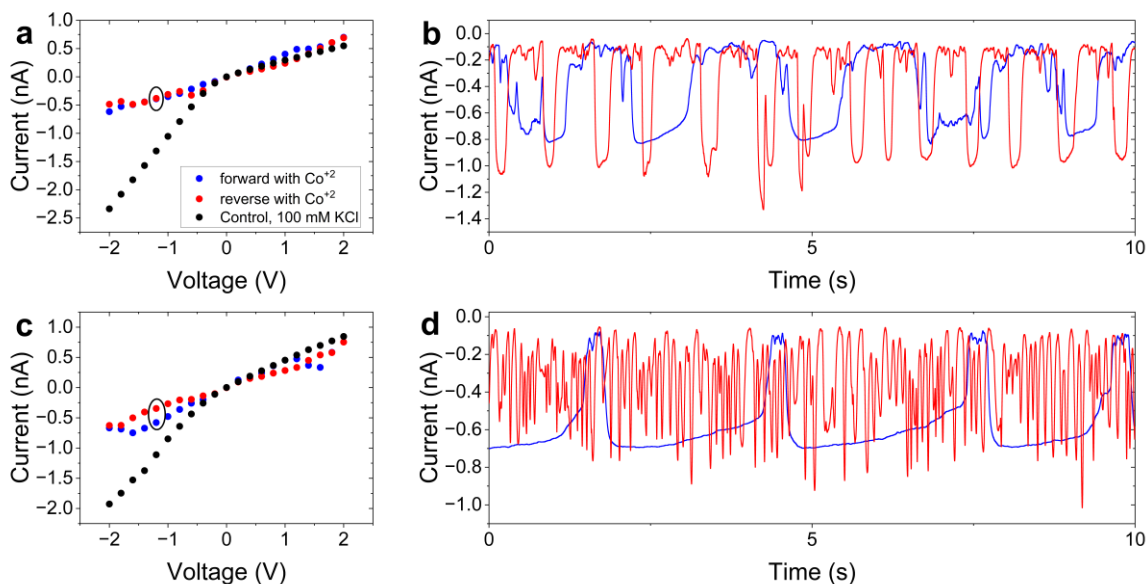 a
1.0
0.5
0.0
−0.5
−1.0
−1.5
−2.0
−2.5
Current (nA)
forward with Co+2
reverse with Co+2
Control, 100 mM KCl
−2 −1 0 1 2
Voltage (V)
b
0.0
−0.2
−0.4
−0.6
−0.8
−1.0
−1.2
−1.4
Current (nA)
0 5 10
Time (s)
c
1.0
0.5
0.0
−0.5
−1.0
−1.5
−2.0
Current (nA)
−2 −1 0 1 2
Voltage (V)
d
0.0
−0.2
−0.4
−0.6
−0.8
−1.0
Current (nA)
0 5 10
Time (s)